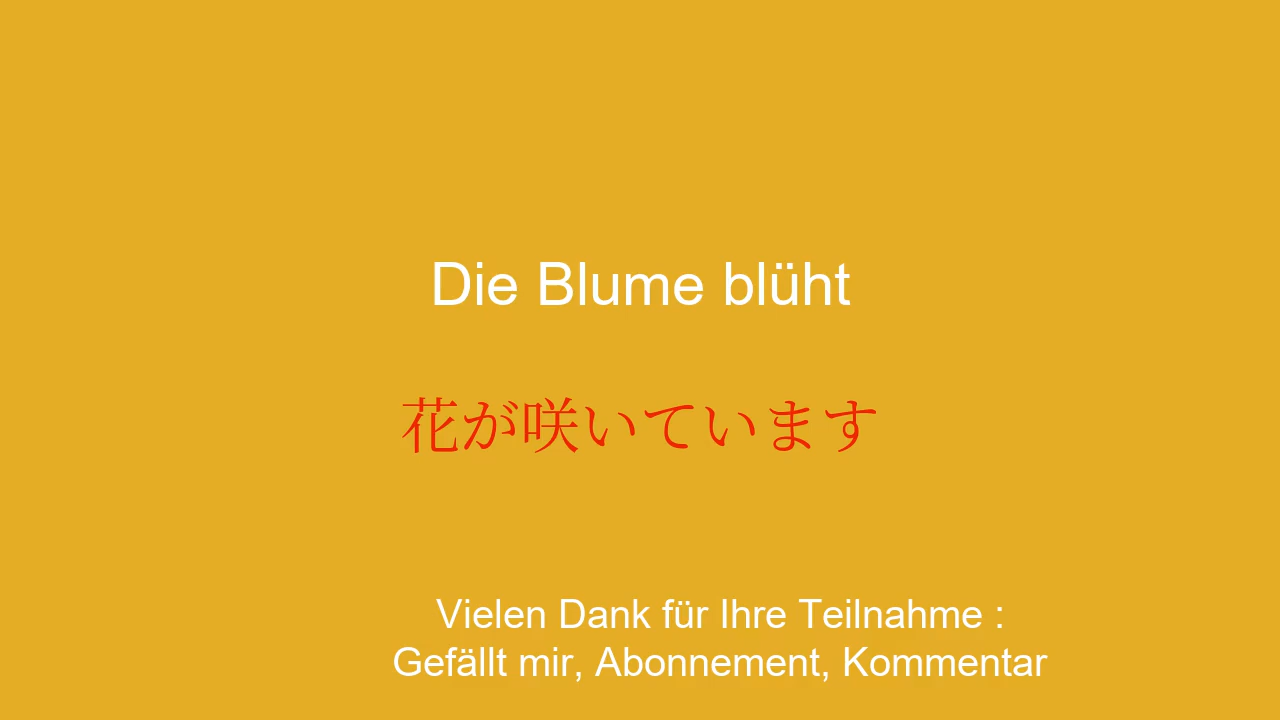 Die Blume blüht
花が咲いています
Vielen Dank für Ihre Teilnahme :
Gefällt mir, Abonnement, Kommentar